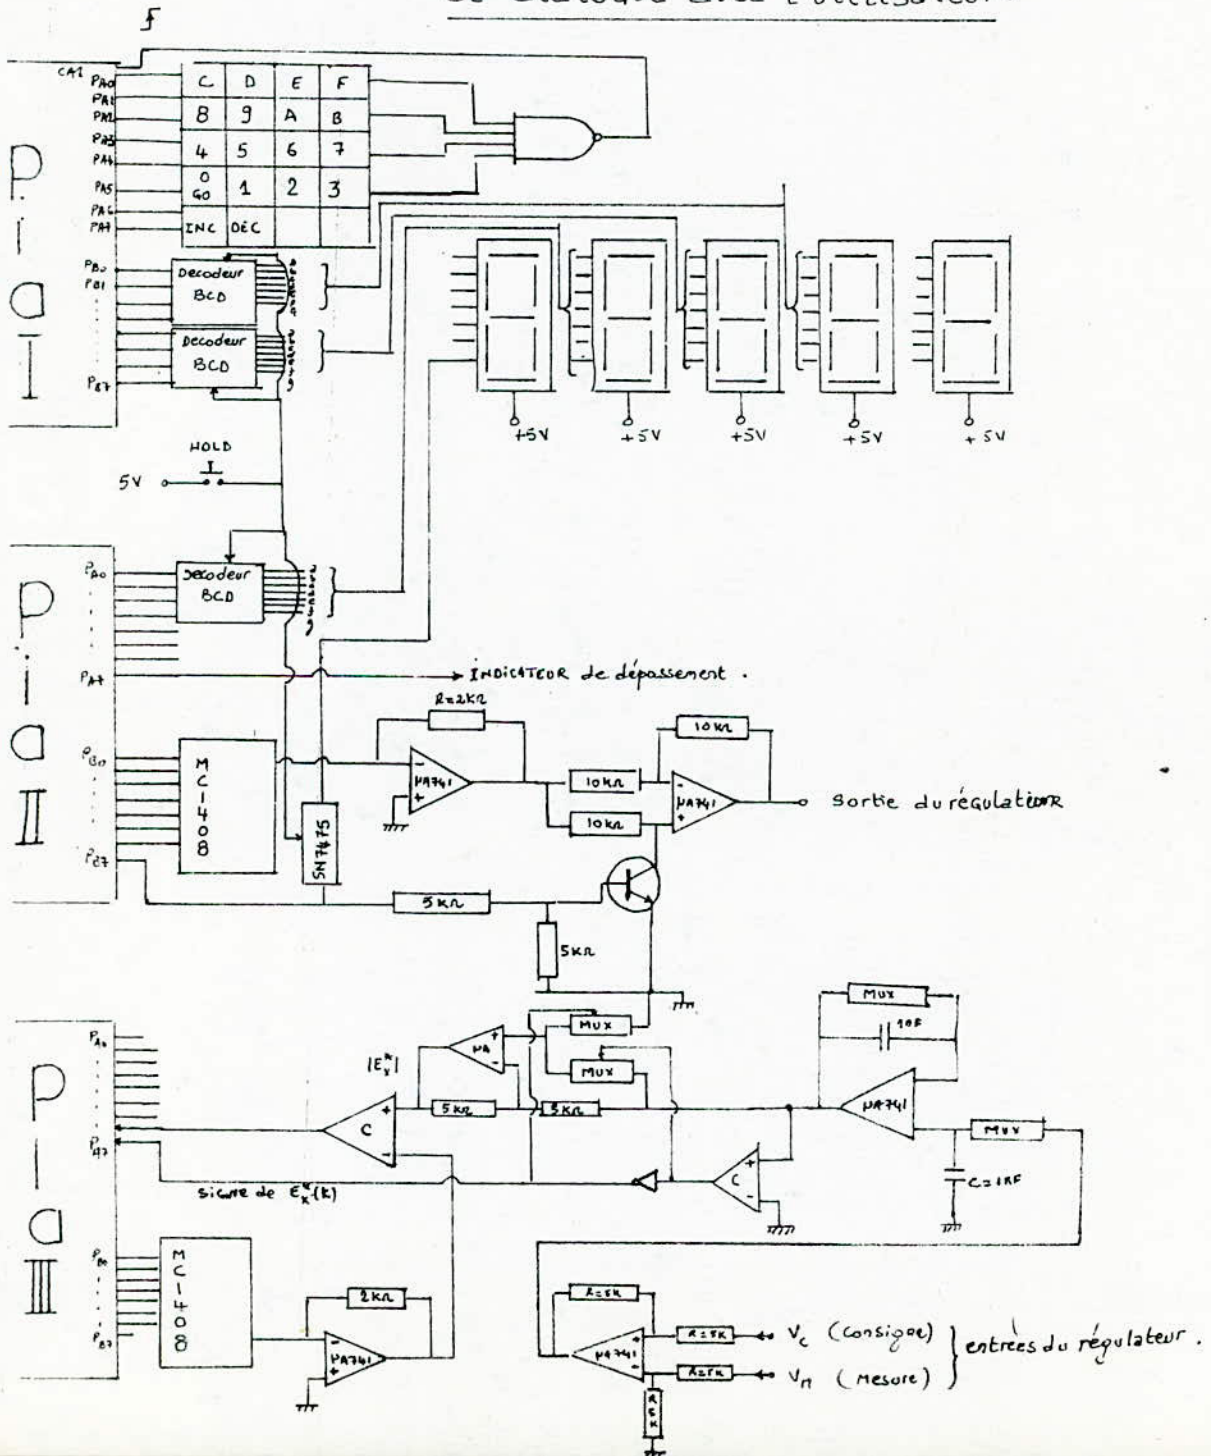 CA1
PA0 C D E F
PA1
PA2 8 9 A B
PA3
PA4 4 5 6 7
PA5 0 GO 1 2 3
PA6
PA7 INC DEC
Pia I
PB0
PB1
PB7
Decodeur BCD
Decodeur BCD
+5V +5V +5V +5V +5V
HOLD
5V
Pia II
PA0
Decodeur BCD
PA7
INDICATEUR de dépassement .
R=2KΩ
10KΩ
PB0
MC1408
µA741
10KΩ
10KΩ
µA741
Sortie du régulateur
SN7475
PB7
5KΩ
5KΩ
Pia III
PA0
MUX
MUX
µA
|E*x|
MUX
10F
5KΩ
5KΩ
µA741
MUX
C
PA7
signe de E*x(k)
C
C=1µF
PB0
MC1408
PB7
2KΩ
µA741
R=5K
µA741
R=5K
Vc (Consigne)
R=5K
VM (Mesure)
entrées du régulateur .
R 5K